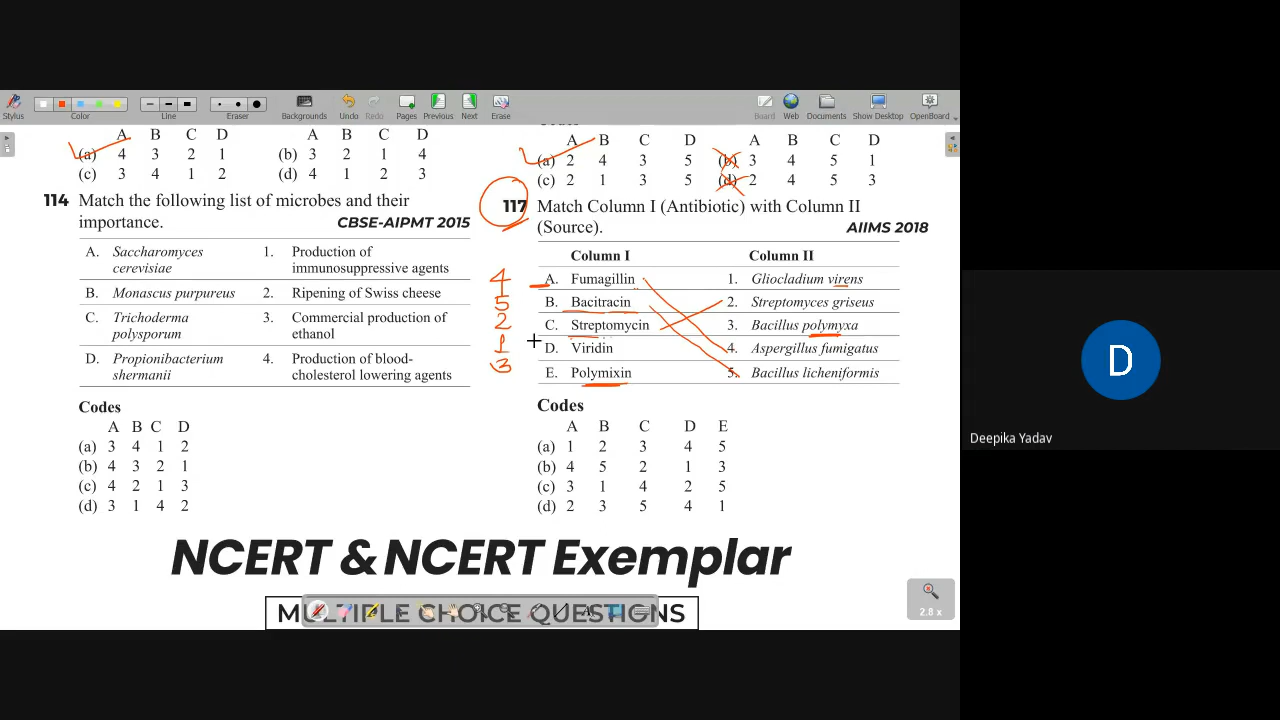 Stylus
Color
Line
Eraser
Backgrounds
Undo
Redo
Pages
Previous
Next
Erase
Board
Web
Documents
Show Desktop
OpenBoard
A B C D A B C D
(a) 4 3 2 1 (b) 3 2 1 4
(c) 3 4 1 2 (d) 4 1 2 3
114 Match the following list of microbes and their
importance. CBSE-AIPMT 2015
A. Saccharomyces 1. Production of
cerevisiae immunosuppressive agents
B. Monascus purpureus 2. Ripening of Swiss cheese
C. Trichoderma 3. Commercial production of
polysporum ethanol
D. Propionibacterium 4. Production of blood-
shermanii cholesterol lowering agents
Codes
A B C D
(a) 3 4 1 2
(b) 4 3 2 1
(c) 4 2 1 3
(d) 3 1 4 2
A B C D A B C D
(a) 2 4 3 5 (b) 3 4 5 1
(c) 2 1 3 5 (d) 2 4 5 3
117 Match Column I (Antibiotic) with Column II
(Source). AIIMS 2018
Column I Column II
4 A. Fumagillin 1. Gliocladium virens
5 B. Bacitracin 2. Streptomyces griseus
2 C. Streptomycin 3. Bacillus polymyxa
1 D. Viridin 4. Aspergillus fumigatus
3 E. Polymixin 5. Bacillus licheniformis
Codes
A B C D E
(a) 1 2 3 4 5
(b) 4 5 2 1 3
(c) 3 1 4 2 5
(d) 2 3 5 4 1
NCERT & NCERT Exemplar
MULTIPLE CHOICE QUESTIONS
2.8 x
D
Deepika Yadav